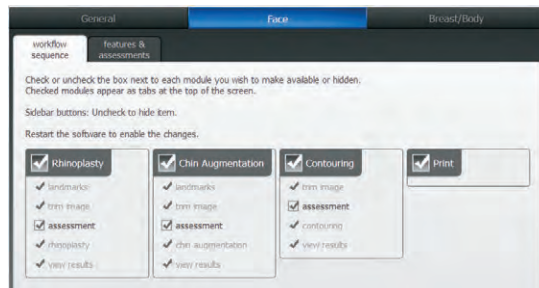 General Face Breast/Body
workflow sequence
features & assessments
Check or uncheck the box next to each module you wish to make available or hidden.
Checked modules appear as tabs at the top of the screen.
Sidebar buttons: Uncheck to hide item.
Restart the software to enable the changes.
Rhinoplasty
landmarks
trim image
assessment
rhinoplasty
view results
Chin Augmentation
landmarks
trim image
assessment
chin augmentation
view results
Contouring
trim image
assessment
contouring
view results
Print